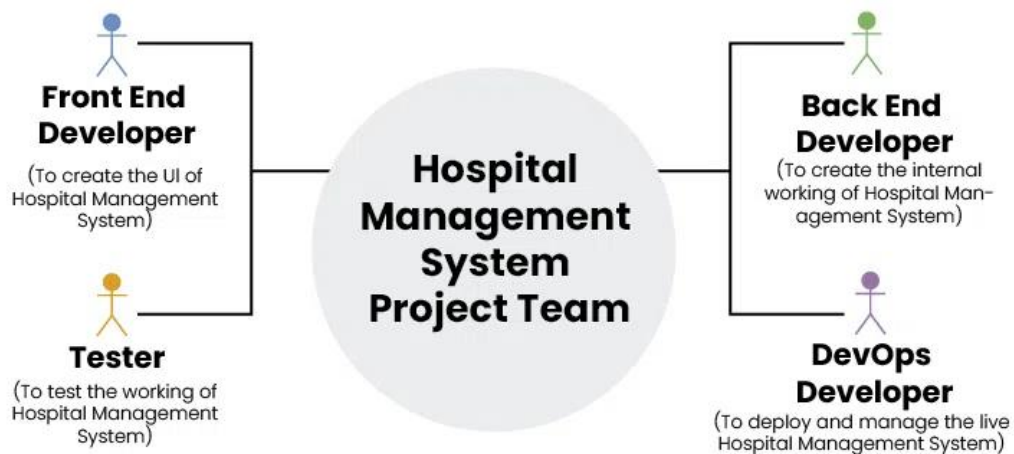 Front End
Developer
(To create the UI of
Hospital Management
System)
Tester
(To test the working of
Hospital Management
System)
Hospital
Management
System
Project Team
Back End
Developer
(To create the internal
working of Hospital Man-
agement System)
DevOps
Developer
(To deploy and manage the live
Hospital Management System)